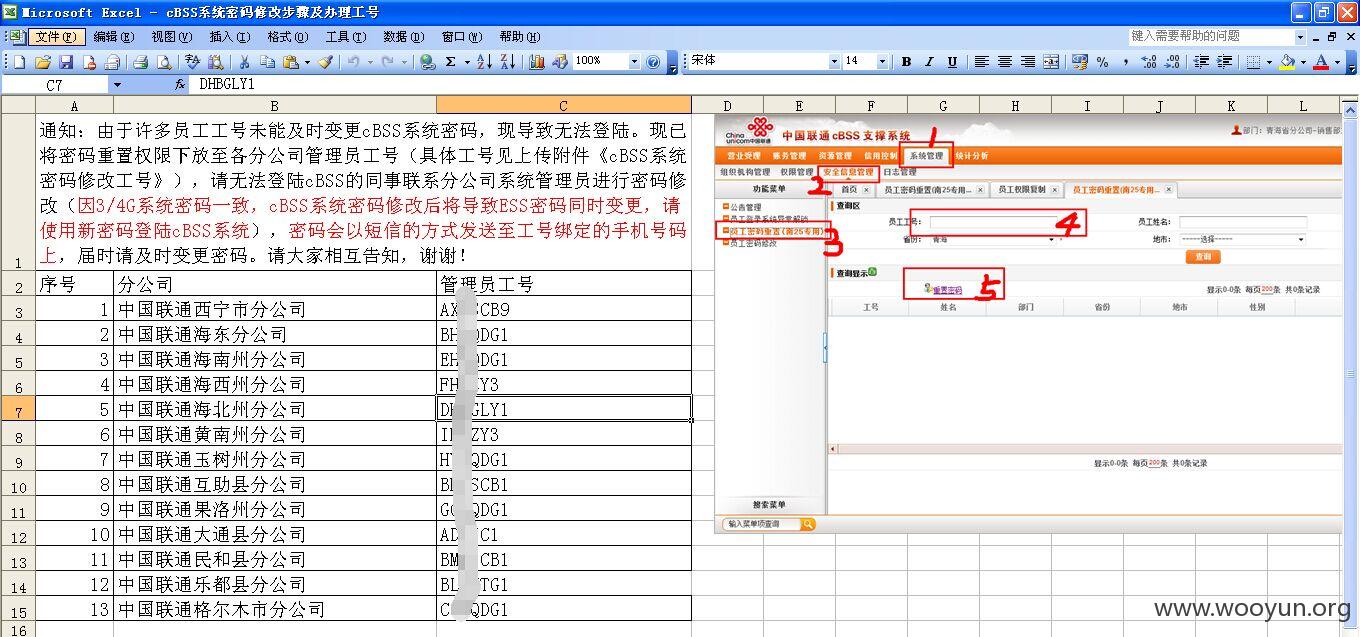 Microsoft Excel - cBSS系统密码修改步骤及办理工号
文件(F) 编辑(E) 视图(V) 插入(I) 格式(O) 工具(T) 数据(D) 窗口(W) 帮助(H) 键入需要帮助的问题
100% 宋体 14 B I U
C7 fx DHBGLY1
A B C D E F G H I J K L
1 通知：由于许多员工工号未能及时变更cBSS系统密码，现导致无法登陆。现已
将密码重置权限下放至各分公司管理员工号（具体工号见上传附件《cBSS系统
密码修改工号》），请无法登陆cBSS的同事联系分公司系统管理员进行密码修
改（因3/4G系统密码一致，cBSS系统密码修改后将导致ESS密码同时变更，请
使用新密码登陆cBSS系统），密码会以短信的方式发送至工号绑定的手机号码
上，届时请及时变更密码。请大家相互告知，谢谢！
2 序号 分公司 管理员工号
3 1 中国联通西宁市分公司 CB9
4 2 中国联通海东分公司 QDG1
5 3 中国联通海南州分公司 QDG1
6 4 中国联通海西州分公司 Y3
7 5 中国联通海北州分公司 GLY1
8 6 中国联通黄南州分公司 ZY3
9 7 中国联通玉树州分公司 QDG1
10 8 中国联通互助县分公司 SCB1
11 9 中国联通果洛州分公司 QDG1
12 10 中国联通大通县分公司 C1
13 11 中国联通民和县分公司 CB1
14 12 中国联通乐都县分公司 TG1
15 13 中国联通格尔木市分公司 QDG1
16
China unicom中国联通 中国联通cBSS支撑系统 部门：青海省分公司-销售部
营业受理 账务管理 资源管理 信用控制 系统管理 统计分析
1
组织机构管理 权限管理 安全信息管理 日志管理
2
功能菜单 首页 员工密码重置(南25专用... 员工权限复制 员工密码重置(南25专用...
公告管理
员工登录系统异常解锁
员工密码重置(南25专用)
3
员工密码修改
查询区
员工工号： 4 员工姓名：
省份： 青海 地市： -----选择-----
查询
查询显示
重置密码 5 显示0-0条 每页200条 共0条记录
工号 姓名 部门 省份 地市 性别
显示0-0条 每页200条 共0条记录
搜索菜单
输入菜单项查询
www.wooyun.org